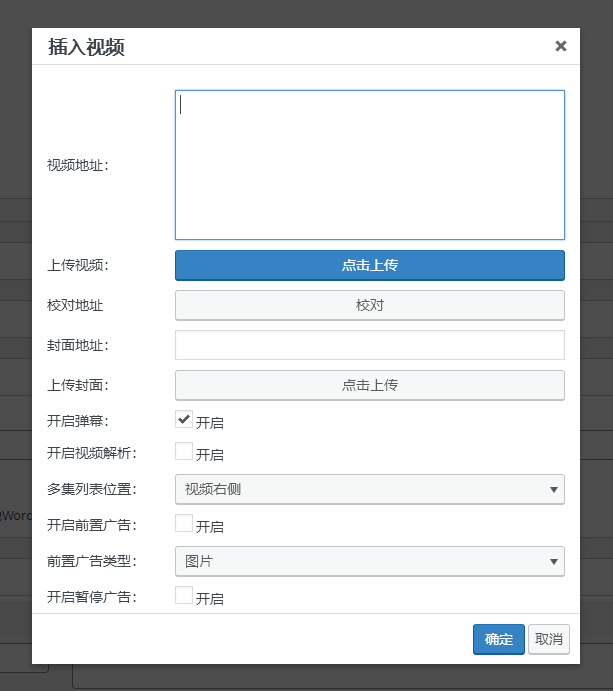 插入视频
视频地址：
上传视频： 点击上传
校对地址 校对
封面地址：
上传封面： 点击上传
开启弹幕： 开启
开启视频解析： 开启
多集列表位置： 视频右侧
开启前置广告： 开启
前置广告类型： 图片
开启暂停广告： 开启
Word
确定 取消